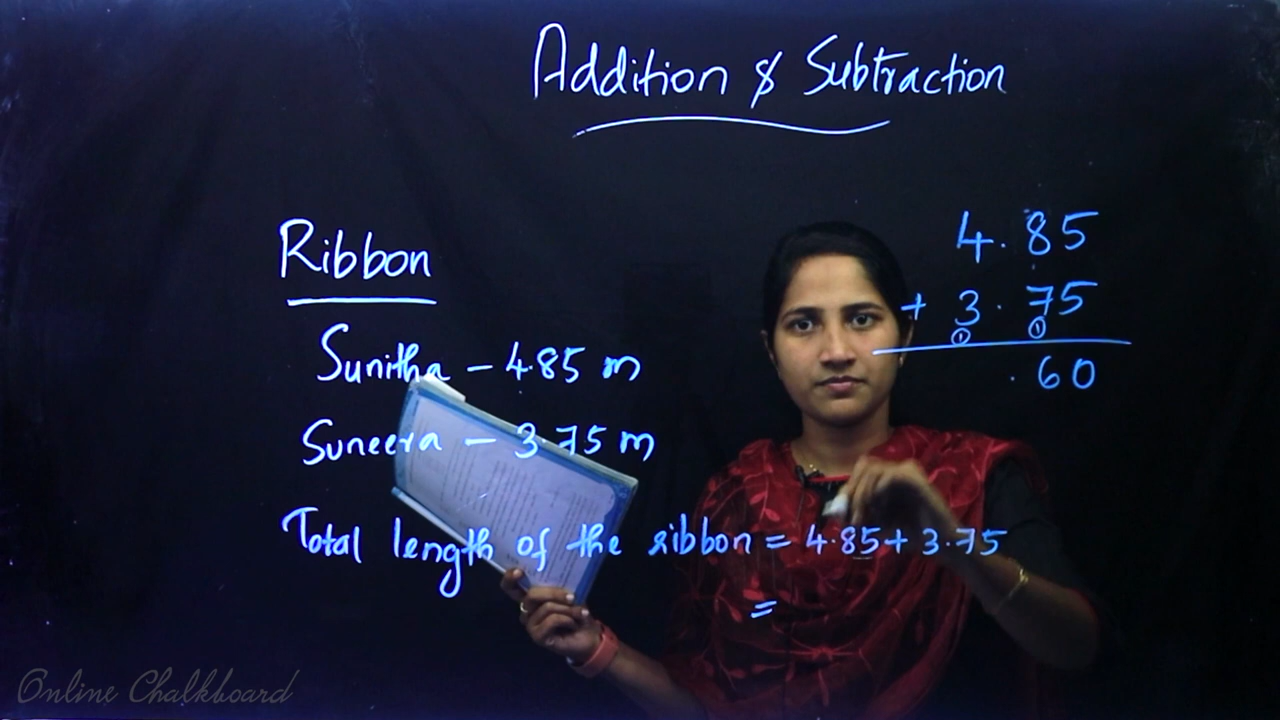 Addition & Subtraction
Ribbon
Sunitha - 4.85 m
Suneera - 3.75 m
Total length of the ribbon = 4.85 + 3.75
=
4.85
+ 3.75
1 1
.60
Online Chalkboard